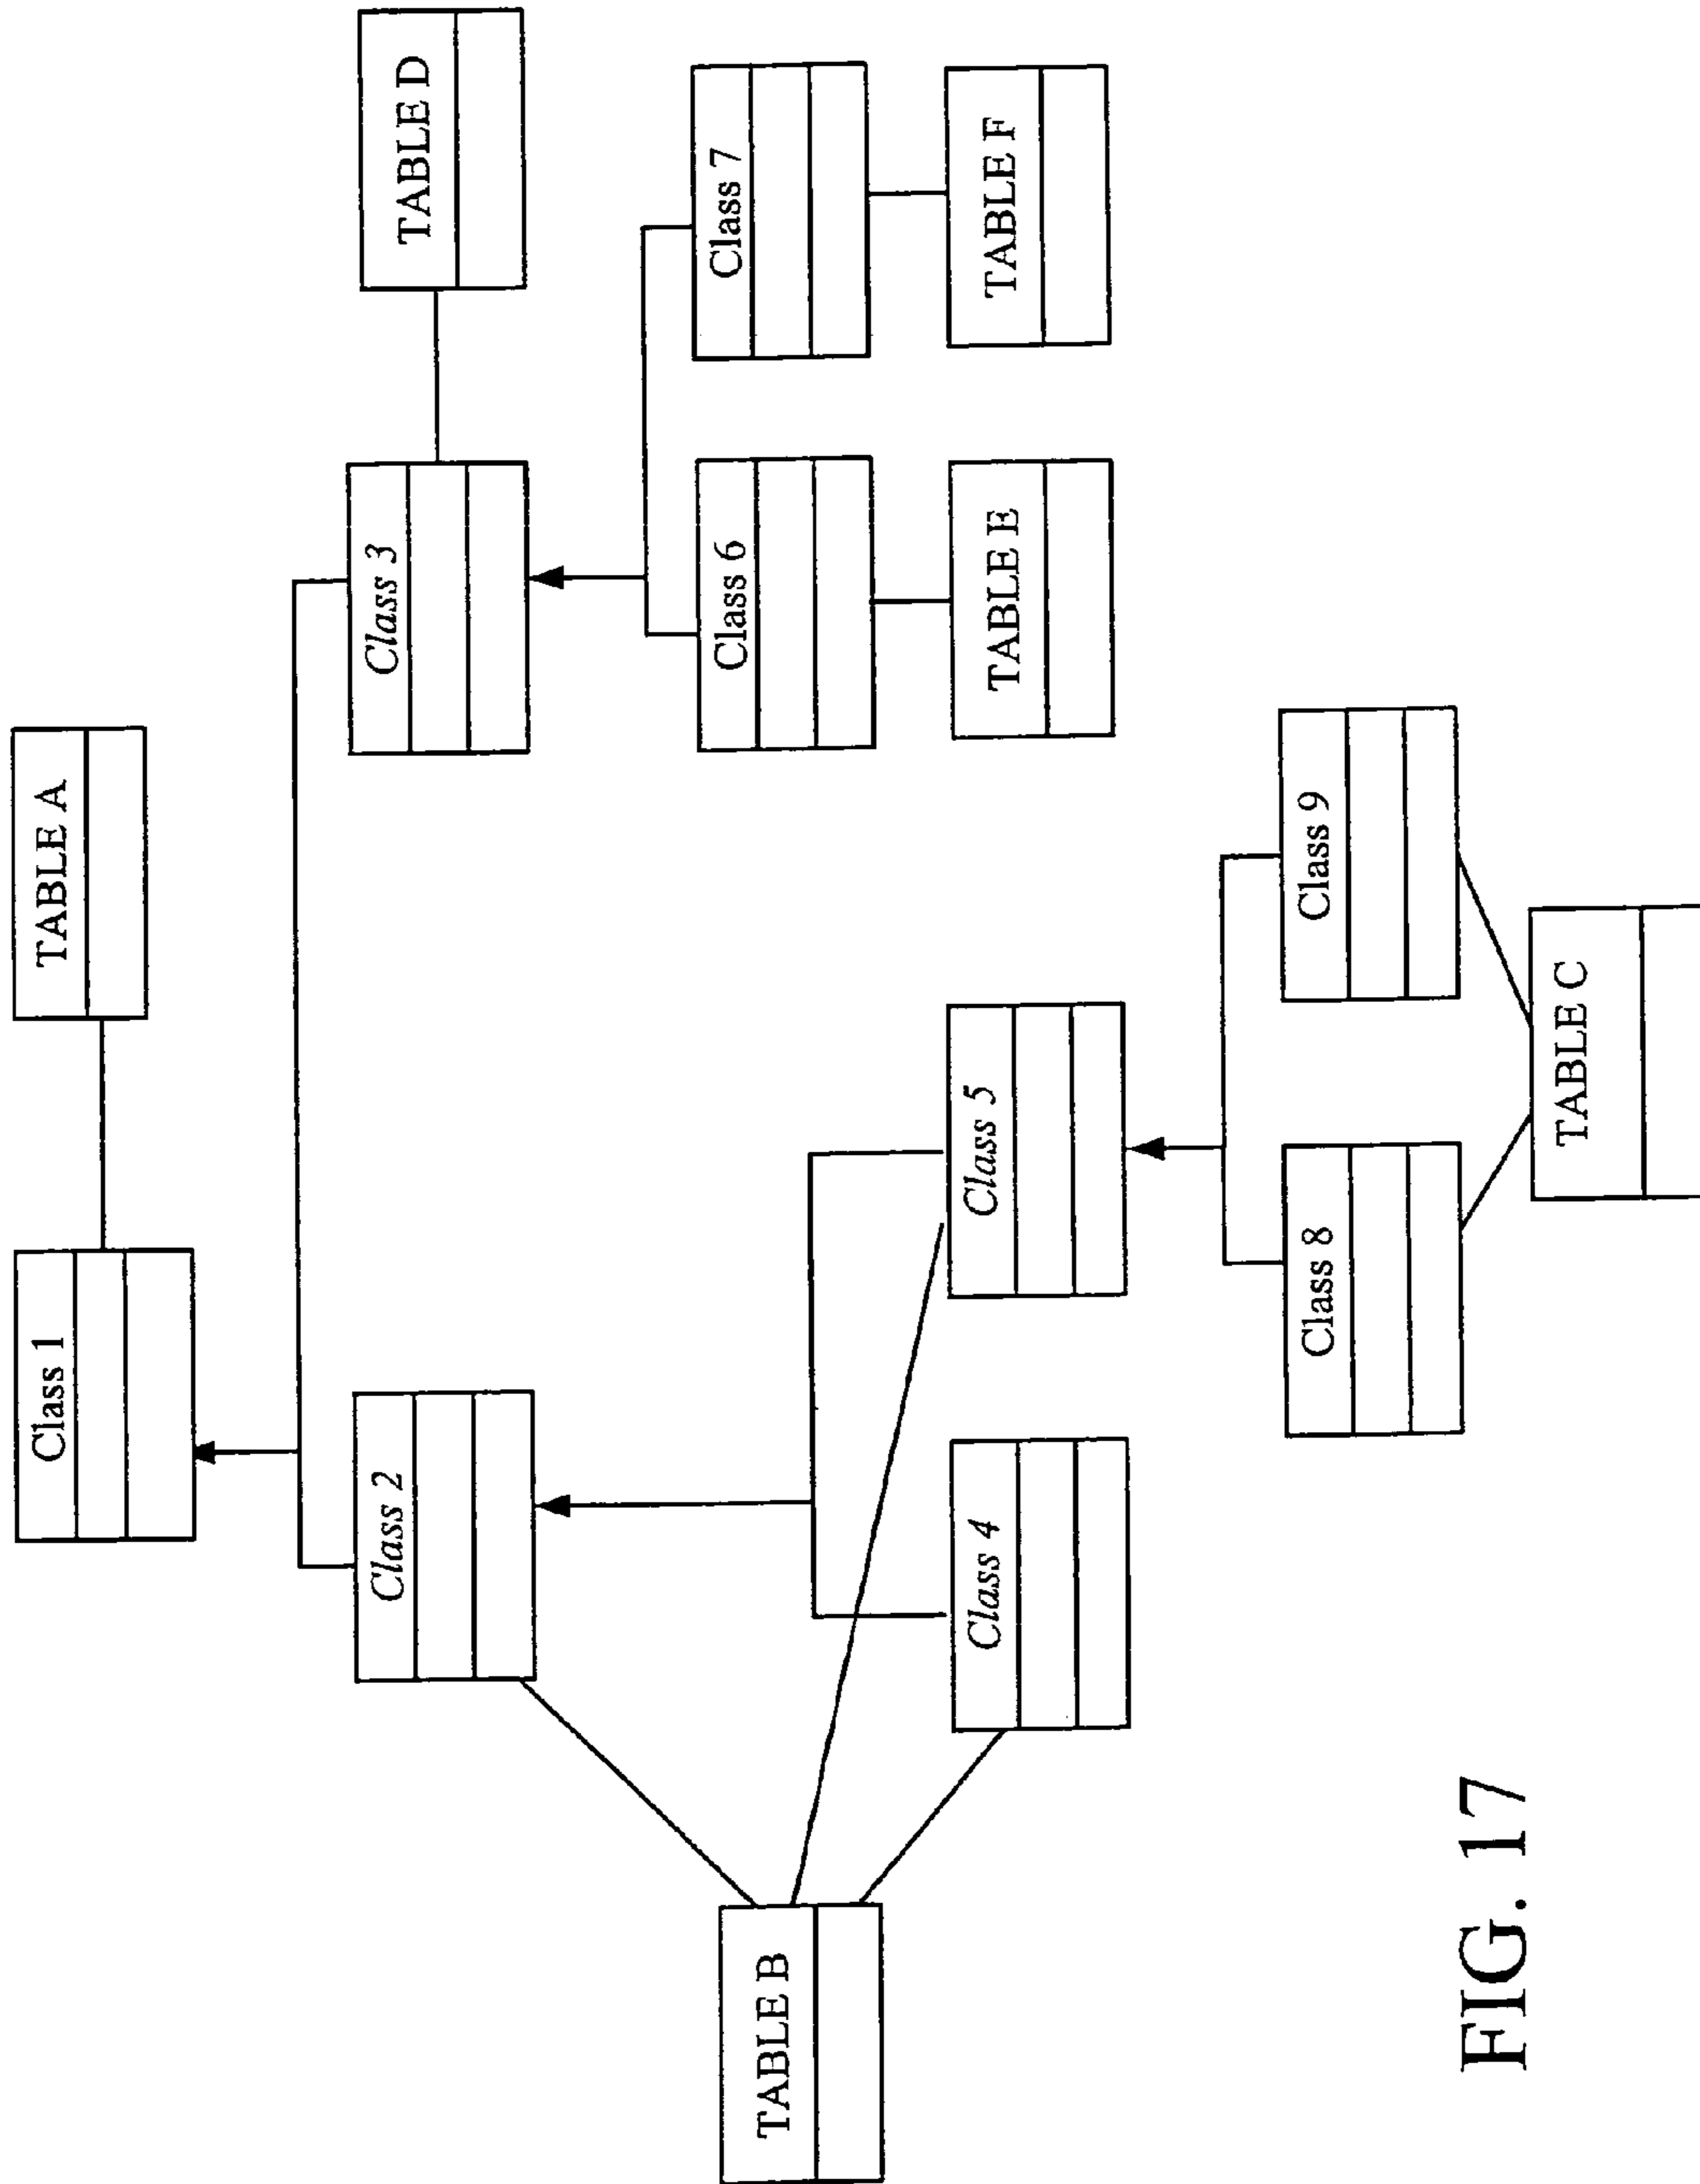 Class 1
TABLE A
Class 2
Class 3
TABLE D
TABLE B
Class 4
Class 5
Class 6
Class 7
TABLE E
TABLE F
Class 8
Class 9
TABLE C
FIG. 17